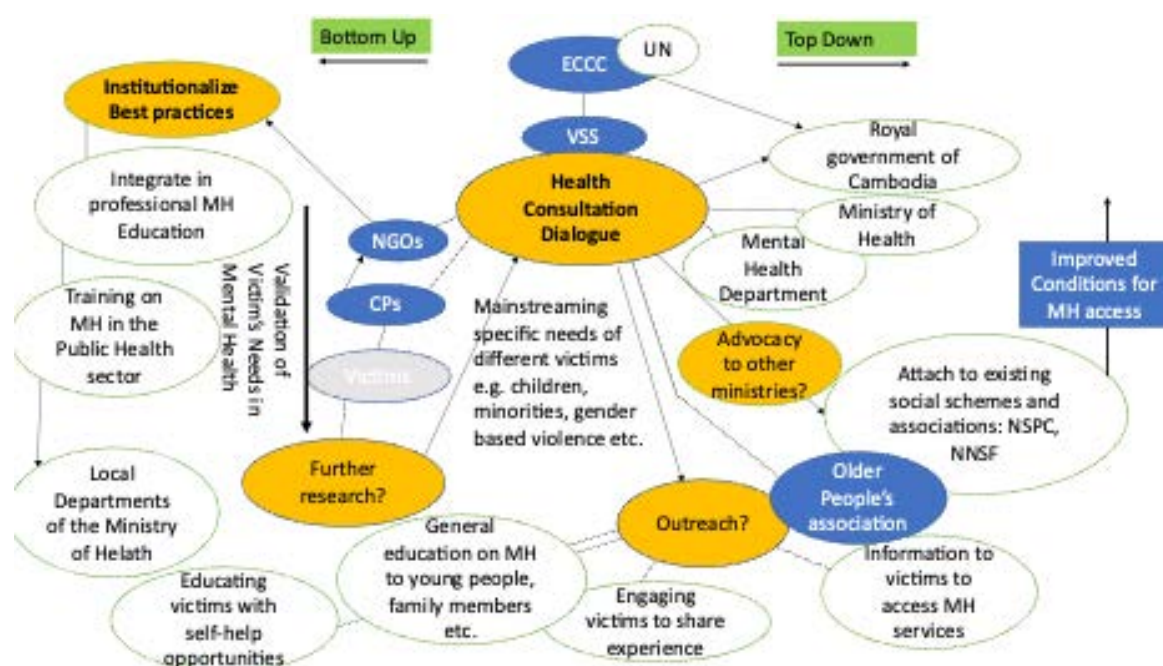 Bottom Up
Top Down
UN
ECCC
VSS
Institutionalize
Best practices
Integrate in
professional MH
Education
Training on
MH in the
Public Health
sector
Local
Departments
of the Ministry
of Helath
Validation of
Victim's Needs in
Mental Health
NGOs
CPs
Victims
Further
research?
Health
Consultation
Dialogue
Mainstreaming
specific needs of
different victims
e.g. children,
minorities, gender
based violence etc.
Royal
government of
Cambodia
Ministry of
Health
Mental
Health
Department
Advocacy
to other
ministries?
Improved
Conditions for
MH access
Attach to existing
social schemes and
associations: NSPC,
NNSF
Older
People's
association
Outreach?
General
education on MH
to young people,
family members
etc.
Educating
victims with
self-help
opportunities
Engaging
victims to share
experience
Information to
victims to
access MH
services